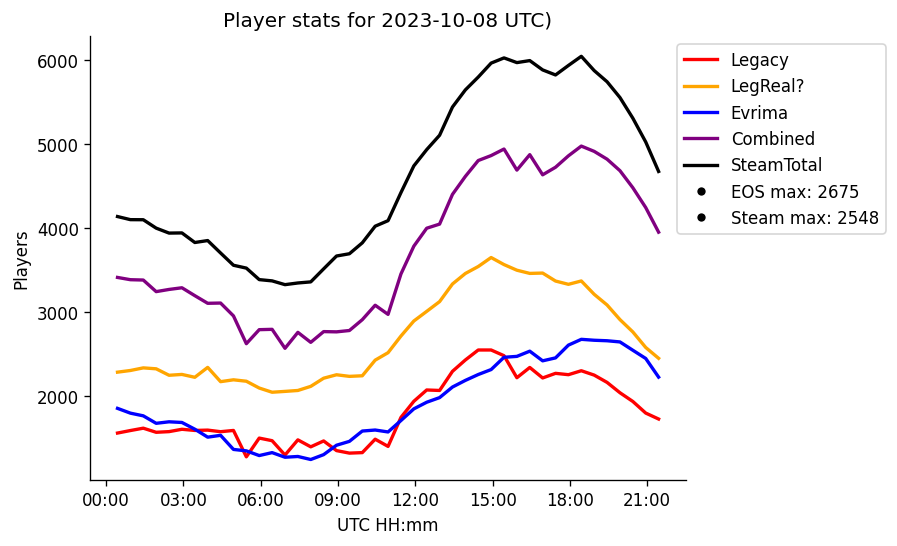 Player stats for 2023-10-08 UTC)
6000
5000
4000
3000
2000
Players
00:00 03:00 06:00 09:00 12:00 15:00 18:00 21:00
UTC HH:mm
Legacy
LegReal?
Evrima
Combined
SteamTotal
EOS max: 2675
Steam max: 2548